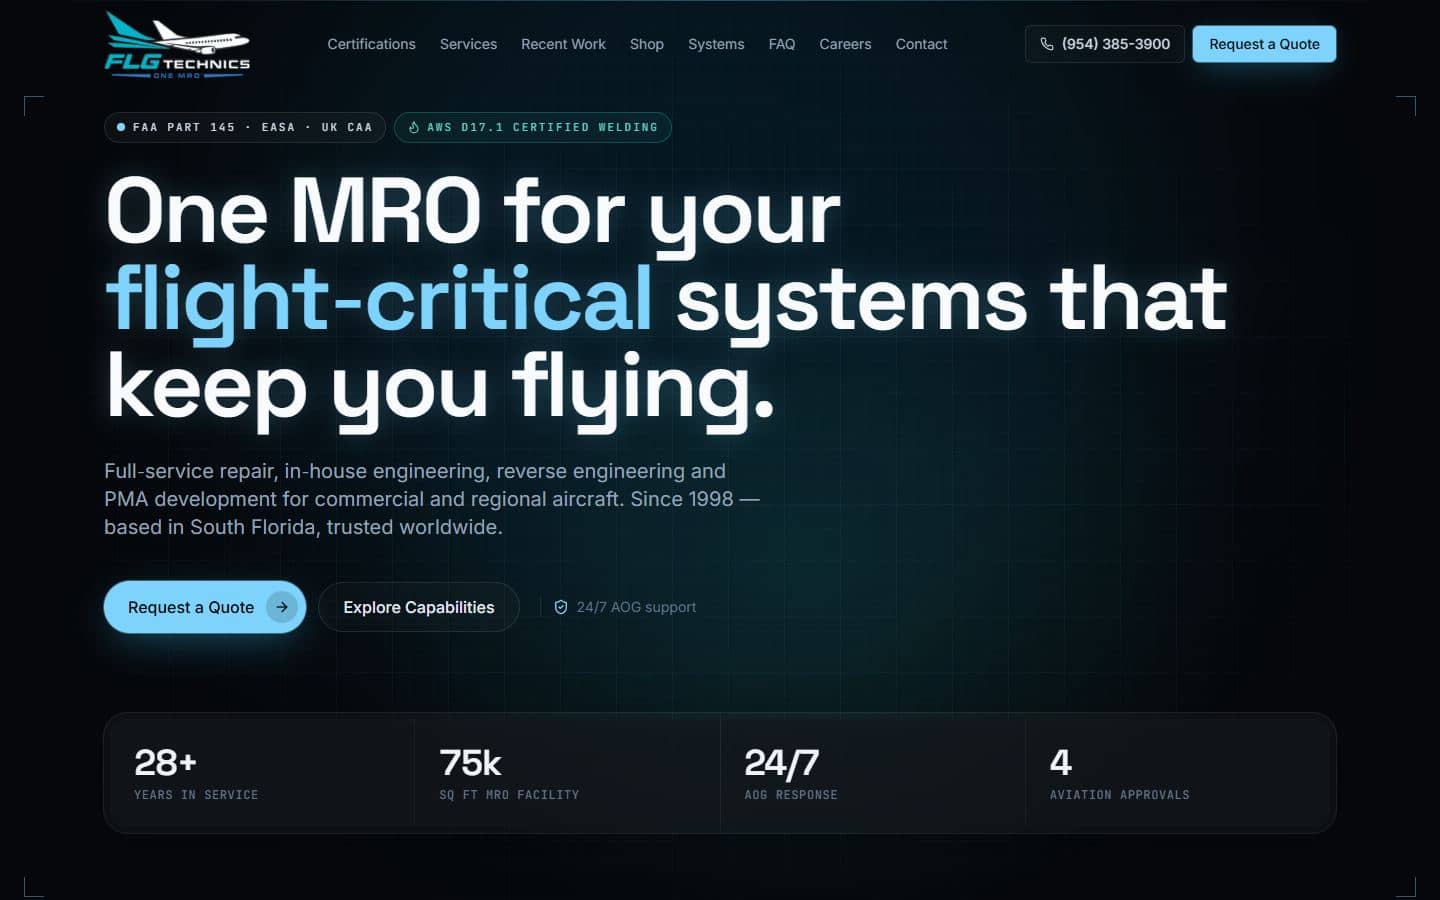 FLG TECHNICS
ONE MRO
Certifications
Services
Recent Work
Shop
Systems
FAQ
Careers
Contact
(954) 385-3900
Request a Quote
FAA PART 145 · EASA · UK CAA
AWS D17.1 CERTIFIED WELDING
One MRO for your
flight-critical systems that
keep you flying.
Full-service repair, in-house engineering, reverse engineering and
PMA development for commercial and regional aircraft. Since 1998 —
based in South Florida, trusted worldwide.
Request a Quote
Explore Capabilities
24/7 AOG support
28+
YEARS IN SERVICE
75k
SQ FT MRO FACILITY
24/7
AOG RESPONSE
4
AVIATION APPROVALS